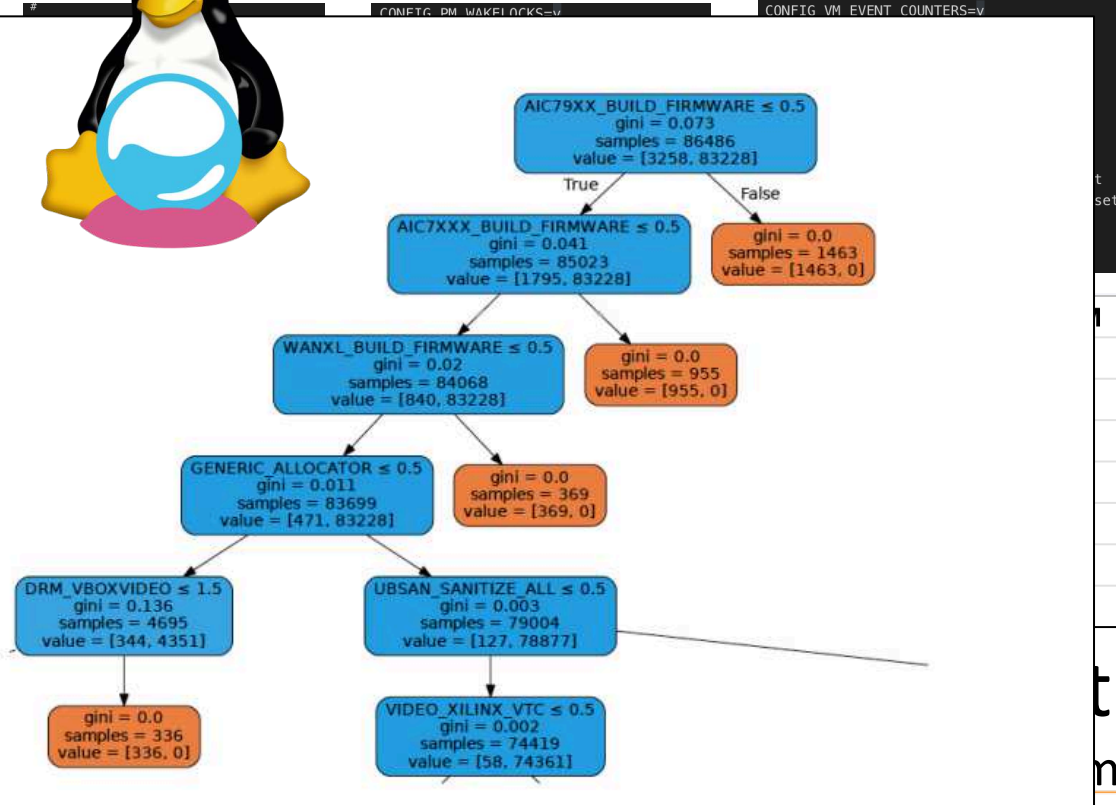 #
CONFIG_PM_WAKELOCKS=y
CONFIG_VM_EVENT_COUNTERS=y
AIC79XX_BUILD_FIRMWARE ≤ 0.5
gini = 0.073
samples = 86486
value = [3258, 83228]
True
False
AIC7XXX_BUILD_FIRMWARE ≤ 0.5
gini = 0.041
samples = 85023
value = [1795, 83228]
gini = 0.0
samples = 1463
value = [1463, 0]
WANXL_BUILD_FIRMWARE ≤ 0.5
gini = 0.02
samples = 84068
value = [840, 83228]
gini = 0.0
samples = 955
value = [955, 0]
GENERIC_ALLOCATOR ≤ 0.5
gini = 0.011
samples = 83699
value = [471, 83228]
gini = 0.0
samples = 369
value = [369, 0]
DRM_VBOXVIDEO ≤ 1.5
gini = 0.136
samples = 4695
value = [344, 4351]
UBSAN_SANITIZE_ALL ≤ 0.5
gini = 0.003
samples = 79004
value = [127, 78877]
gini = 0.0
samples = 336
value = [336, 0]
VIDEO_XILINX_VTC ≤ 0.5
gini = 0.002
samples = 74419
value = [58, 74361]
t
set
t
m